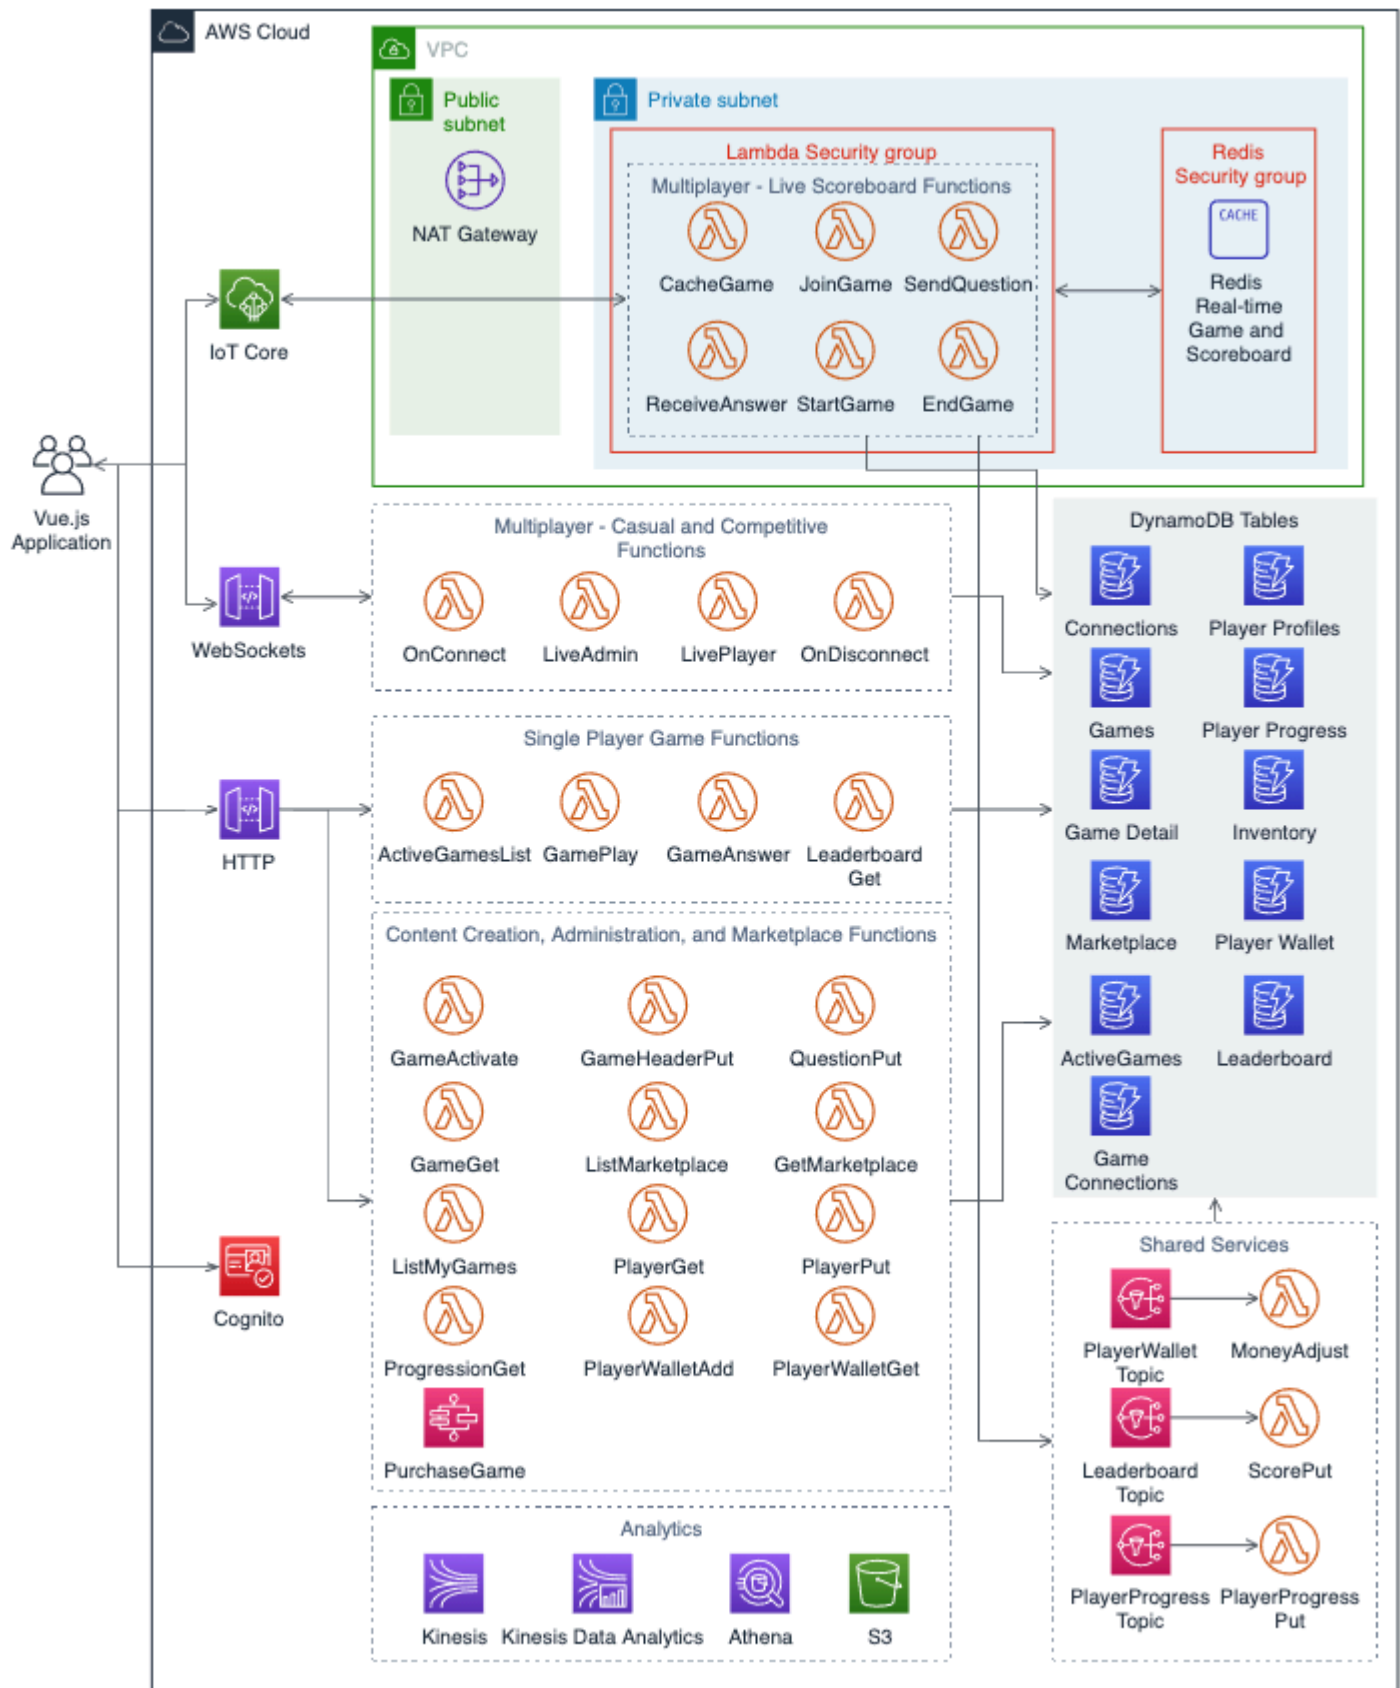 AWS Cloud
VPC
Public
subnet
NAT Gateway
Private subnet
Lambda Security group
Multiplayer - Live Scoreboard Functions
CacheGame
JoinGame
SendQuestion
ReceiveAnswer
StartGame
EndGame
Redis
Security group
CACHE
Redis
Real-time
Game and
Scoreboard
IoT Core
Vue.js
Application
WebSockets
Multiplayer - Casual and Competitive
Functions
OnConnect
LiveAdmin
LivePlayer
OnDisconnect
HTTP
Single Player Game Functions
ActiveGamesList
GamePlay
GameAnswer
Leaderboard
Get
Content Creation, Administration, and Marketplace Functions
GameActivate
GameHeaderPut
QuestionPut
GameGet
ListMarketplace
GetMarketplace
ListMyGames
PlayerGet
PlayerPut
ProgressionGet
PlayerWalletAdd
PlayerWalletGet
PurchaseGame
Cognito
Analytics
Kinesis
Kinesis Data Analytics
Athena
S3
DynamoDB Tables
Connections
Player Profiles
Games
Player Progress
Game Detail
Inventory
Marketplace
Player Wallet
ActiveGames
Leaderboard
Game
Connections
Shared Services
PlayerWallet
Topic
MoneyAdjust
Leaderboard
Topic
ScorePut
PlayerProgress
Topic
PlayerProgress
Put